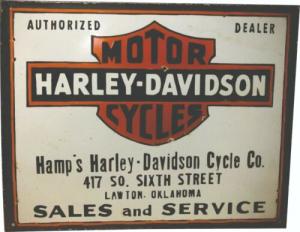 AUTHORIZED DEALER
MOTOR
HARLEY-DAVIDSON
CYCLES
Hamp's Harley-Davidson Cycle Co.
417 SO. SIXTH STREET
LAWTON, OKLAHOMA
SALES and SERVICE